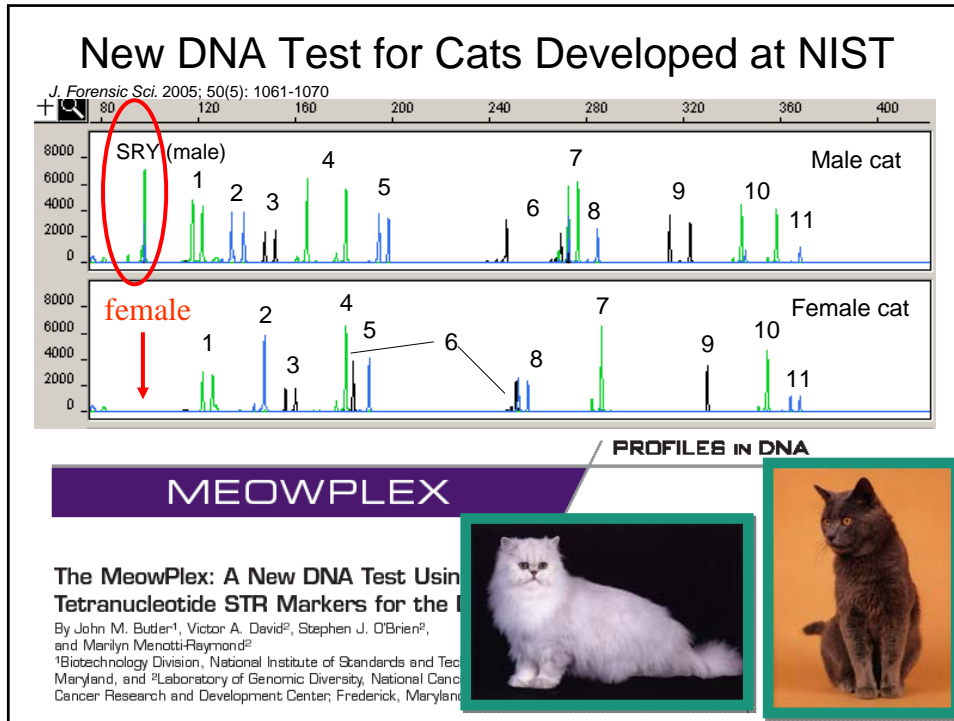 New DNA Test for Cats Developed at NIST
J. Forensic Sci. 2005; 50(5): 1061-1070
80 120 200 240 280 320 360 400
8000 SRY (male) 1 2 3 4 5 6 7 8 9 10 11 Male cat
6000
4000
2000
0
8000 female 1 2 3 4 5 6 7 8 9 10 11 Female cat
6000
4000
2000
0
PROFILES IN DNA
MEOWPLEX
The MeowPlex: A New DNA Test Usin
Tetranucleotide STR Markers for the
By John M. Butler¹, Victor A. David², Stephen J. O'Brien²,
and Marilyn Menotti-Raymond²
¹Biotechnology Division, National Institute of Standards and Tec
Maryland, and ²Laboratory of Genomic Diversity, National Canc
Cancer Research and Development Center, Frederick, Maryland